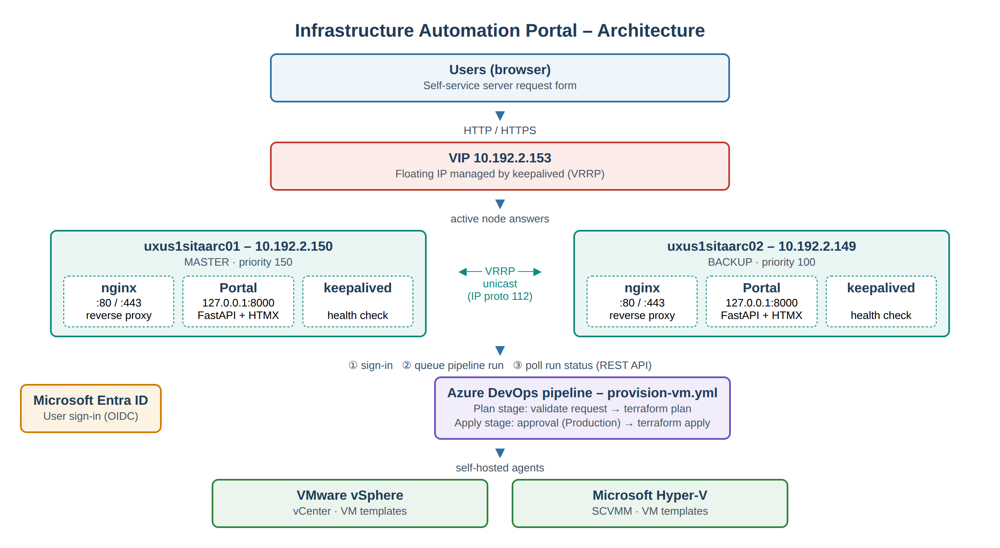 Infrastructure Automation Portal – Architecture
Users (browser)
Self-service server request form
▼
HTTP / HTTPS
VIP 10.192.2.153
Floating IP managed by keepalived (VRRP)
▼
active node answers
uxus1sitaarc01 – 10.192.2.150
MASTER · priority 150
nginx
:80 / :443
reverse proxy
Portal
127.0.0.1:8000
FastAPI + HTMX
keepalived
health check
◀── VRRP ──▶
unicast
(IP proto 112)
uxus1sitaarc02 – 10.192.2.149
BACKUP · priority 100
nginx
:80 / :443
reverse proxy
Portal
127.0.0.1:8000
FastAPI + HTMX
keepalived
health check
▼
① sign-in ② queue pipeline run ③ poll run status (REST API)
Microsoft Entra ID
User sign-in (OIDC)
Azure DevOps pipeline – provision-vm.yml
Plan stage: validate request → terraform plan
Apply stage: approval (Production) → terraform apply
▼
self-hosted agents
VMware vSphere
vCenter · VM templates
Microsoft Hyper-V
SCVMM · VM templates